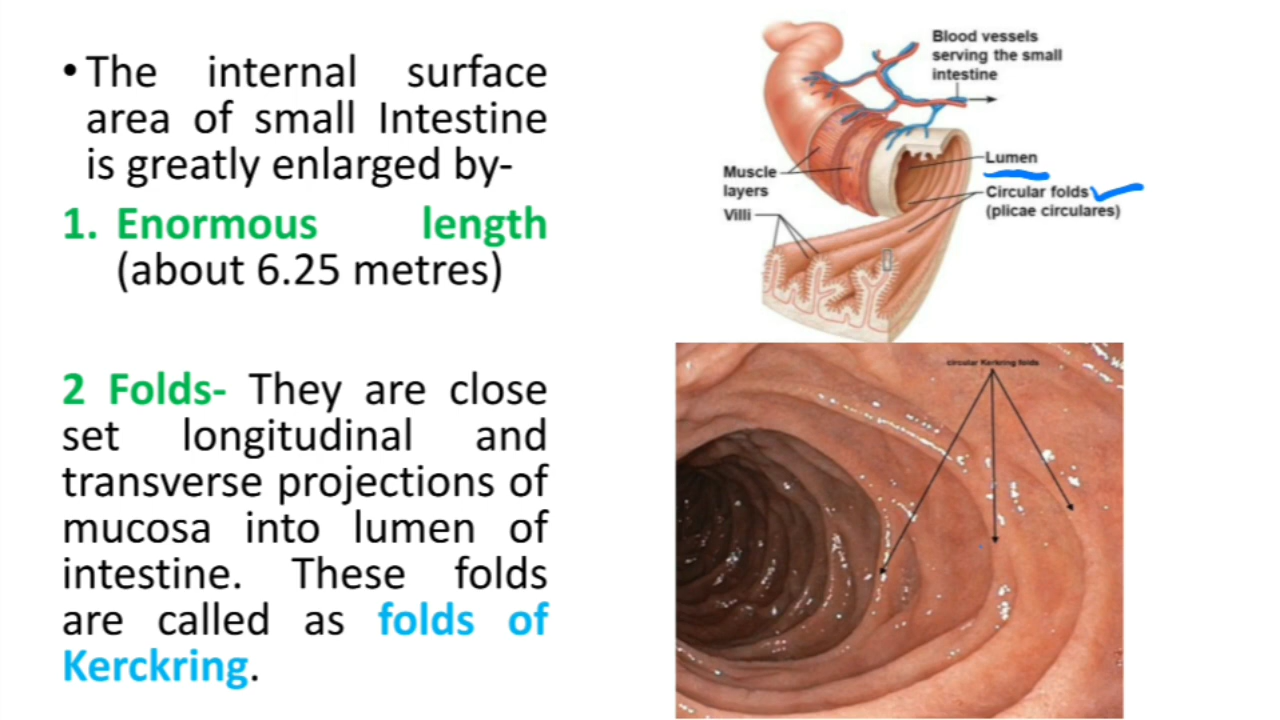 • The internal surface
area of small Intestine
is greatly enlarged by-
1. Enormous length
(about 6.25 metres)
2 Folds- They are close
set longitudinal and
transverse projections of
mucosa into lumen of
intestine. These folds
are called as folds of
Kerckring.
Blood vessels
serving the small
intestine
Lumen
Circular folds
(plicae circulares)
Muscle
layers
Villi
circular Kerkring folds